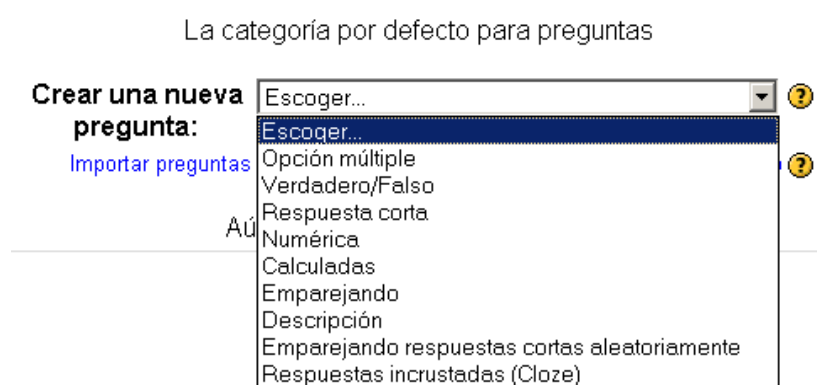 La categoría por defecto para preguntas
Crear una nueva pregunta:
Escoger...
Escoger...
Importar preguntas
Opción múltiple
Verdadero/Falso
Respuesta corta
Aú
Numérica
Calculadas
Emparejando
Descripción
Emparejando respuestas cortas aleatoriamente
Respuestas incrustadas (Cloze)